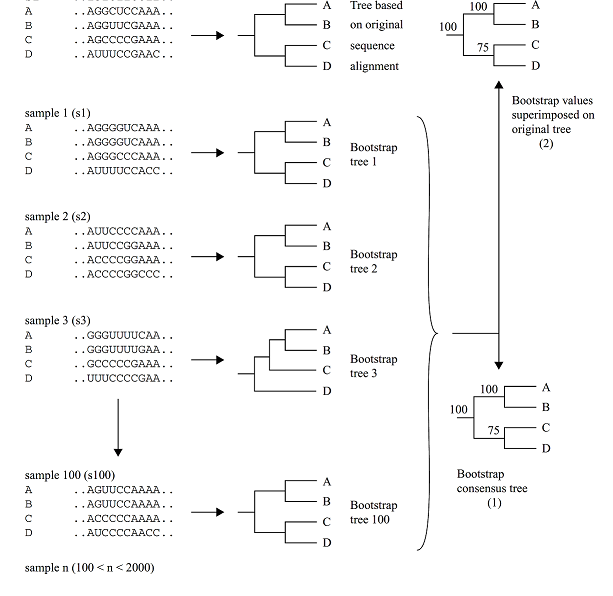 A ..AGGCUCCAAA..
B ..AGGUUCGAAA..
C ..AGCCCCGAAA..
D ..AUUUCCGAAC..
A Tree based
B on original
C sequence
D alignment
100 A
B
100
75 C
D
Bootstrap values
superimposed on
original tree
(2)
sample 1 (s1)
A ..AGGGGUCAAA..
B ..AGGGGUCAAA..
C ..AGGGCCCAAA..
D ..AUUUUCCACC..
A
B
C
D
Bootstrap
tree 1
sample 2 (s2)
A ..AUUCCCCAAA..
B ..AUUCCGGAAA..
C ..ACCCCGGAAA..
D ..ACCCCGGCCC..
A
B
C
D
Bootstrap
tree 2
sample 3 (s3)
A ..GGGUUUUCAA..
B ..GGGUUUUGAA..
C ..GCCCCCGAAA..
D ..UUUCCCCGAA..
A
B
C
D
Bootstrap
tree 3
100 A
B
100
75 C
D
Bootstrap
consensus tree
(1)
sample 100 (s100)
A ..AGUUCCAAAA..
B ..AGUUCCAAAA..
C ..ACCCCCAAAA..
D ..AUCCCCAACC..
A
B
C
D
Bootstrap
tree 100
sample n (100 < n < 2000)